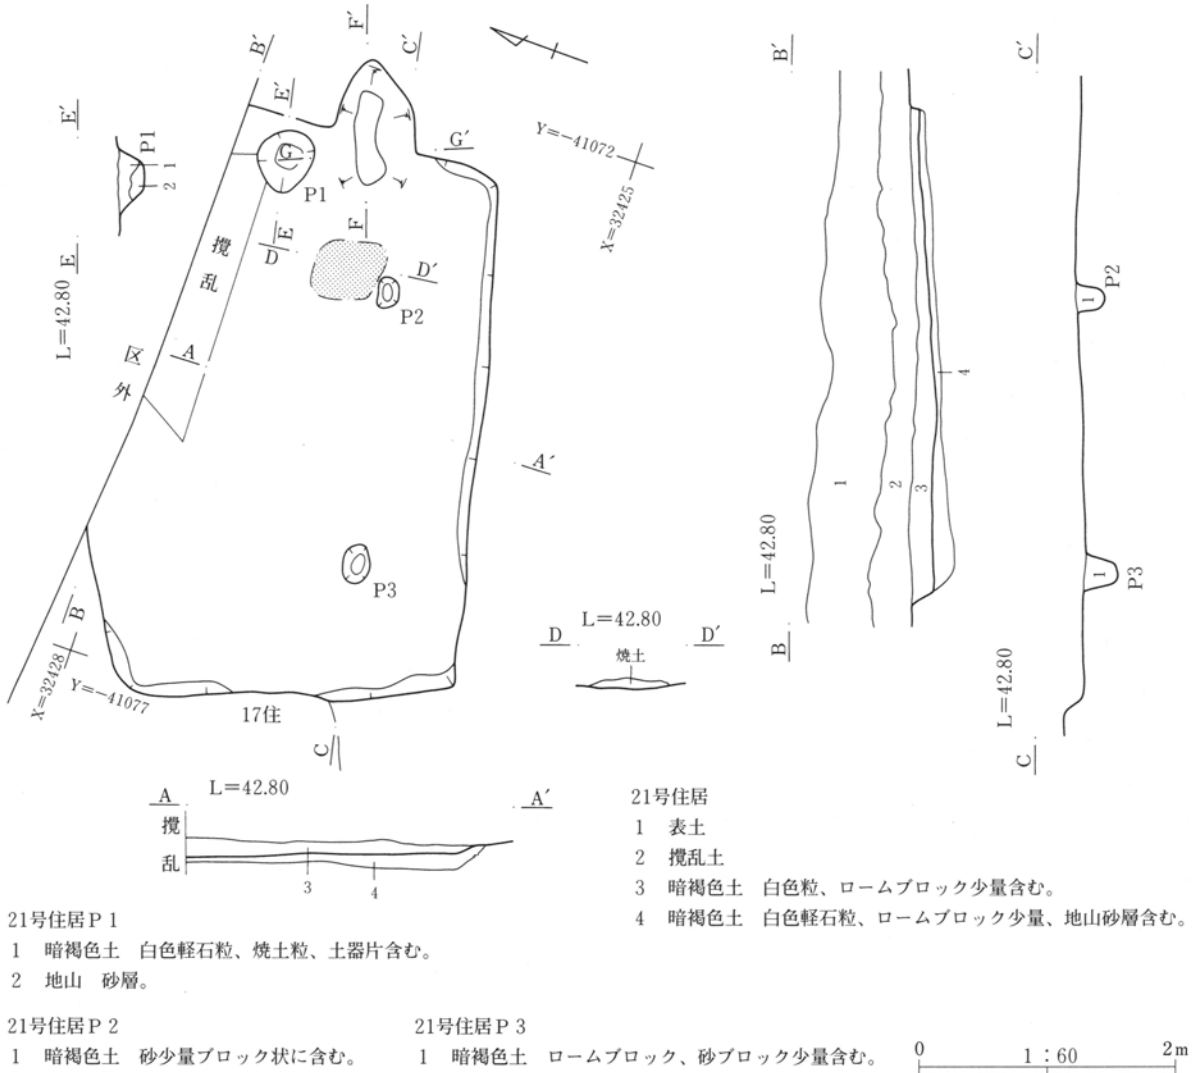 F′
C′
B′
E′
E′
P1
1
2
E
L=42.80
G
P1
G′
Y=-41072
X=32425
F
E
D
D′
P2
攪乱
A
区外
A′
P3
B
X=32428
Y=-41077
17住
C
B′
1
2
3
4
L=42.80
B
C′
1
P2
1
P3
L=42.80
C
L=42.80
D
D′
焼土
L=42.80
A
A′
攪乱
3
4
21号住居
1 表土
2 攪乱土
3 暗褐色土 白色粒、ロームブロック少量含む。
4 暗褐色土 白色軽石粒、ロームブロック少量、地山砂層含む。
21号住居P1
1 暗褐色土 白色軽石粒、焼土粒、土器片含む。
2 地山 砂層。
21号住居P2
1 暗褐色土 砂少量ブロック状に含む。
21号住居P3
1 暗褐色土 ロームブロック、砂ブロック少量含む。
0 1:60 2m